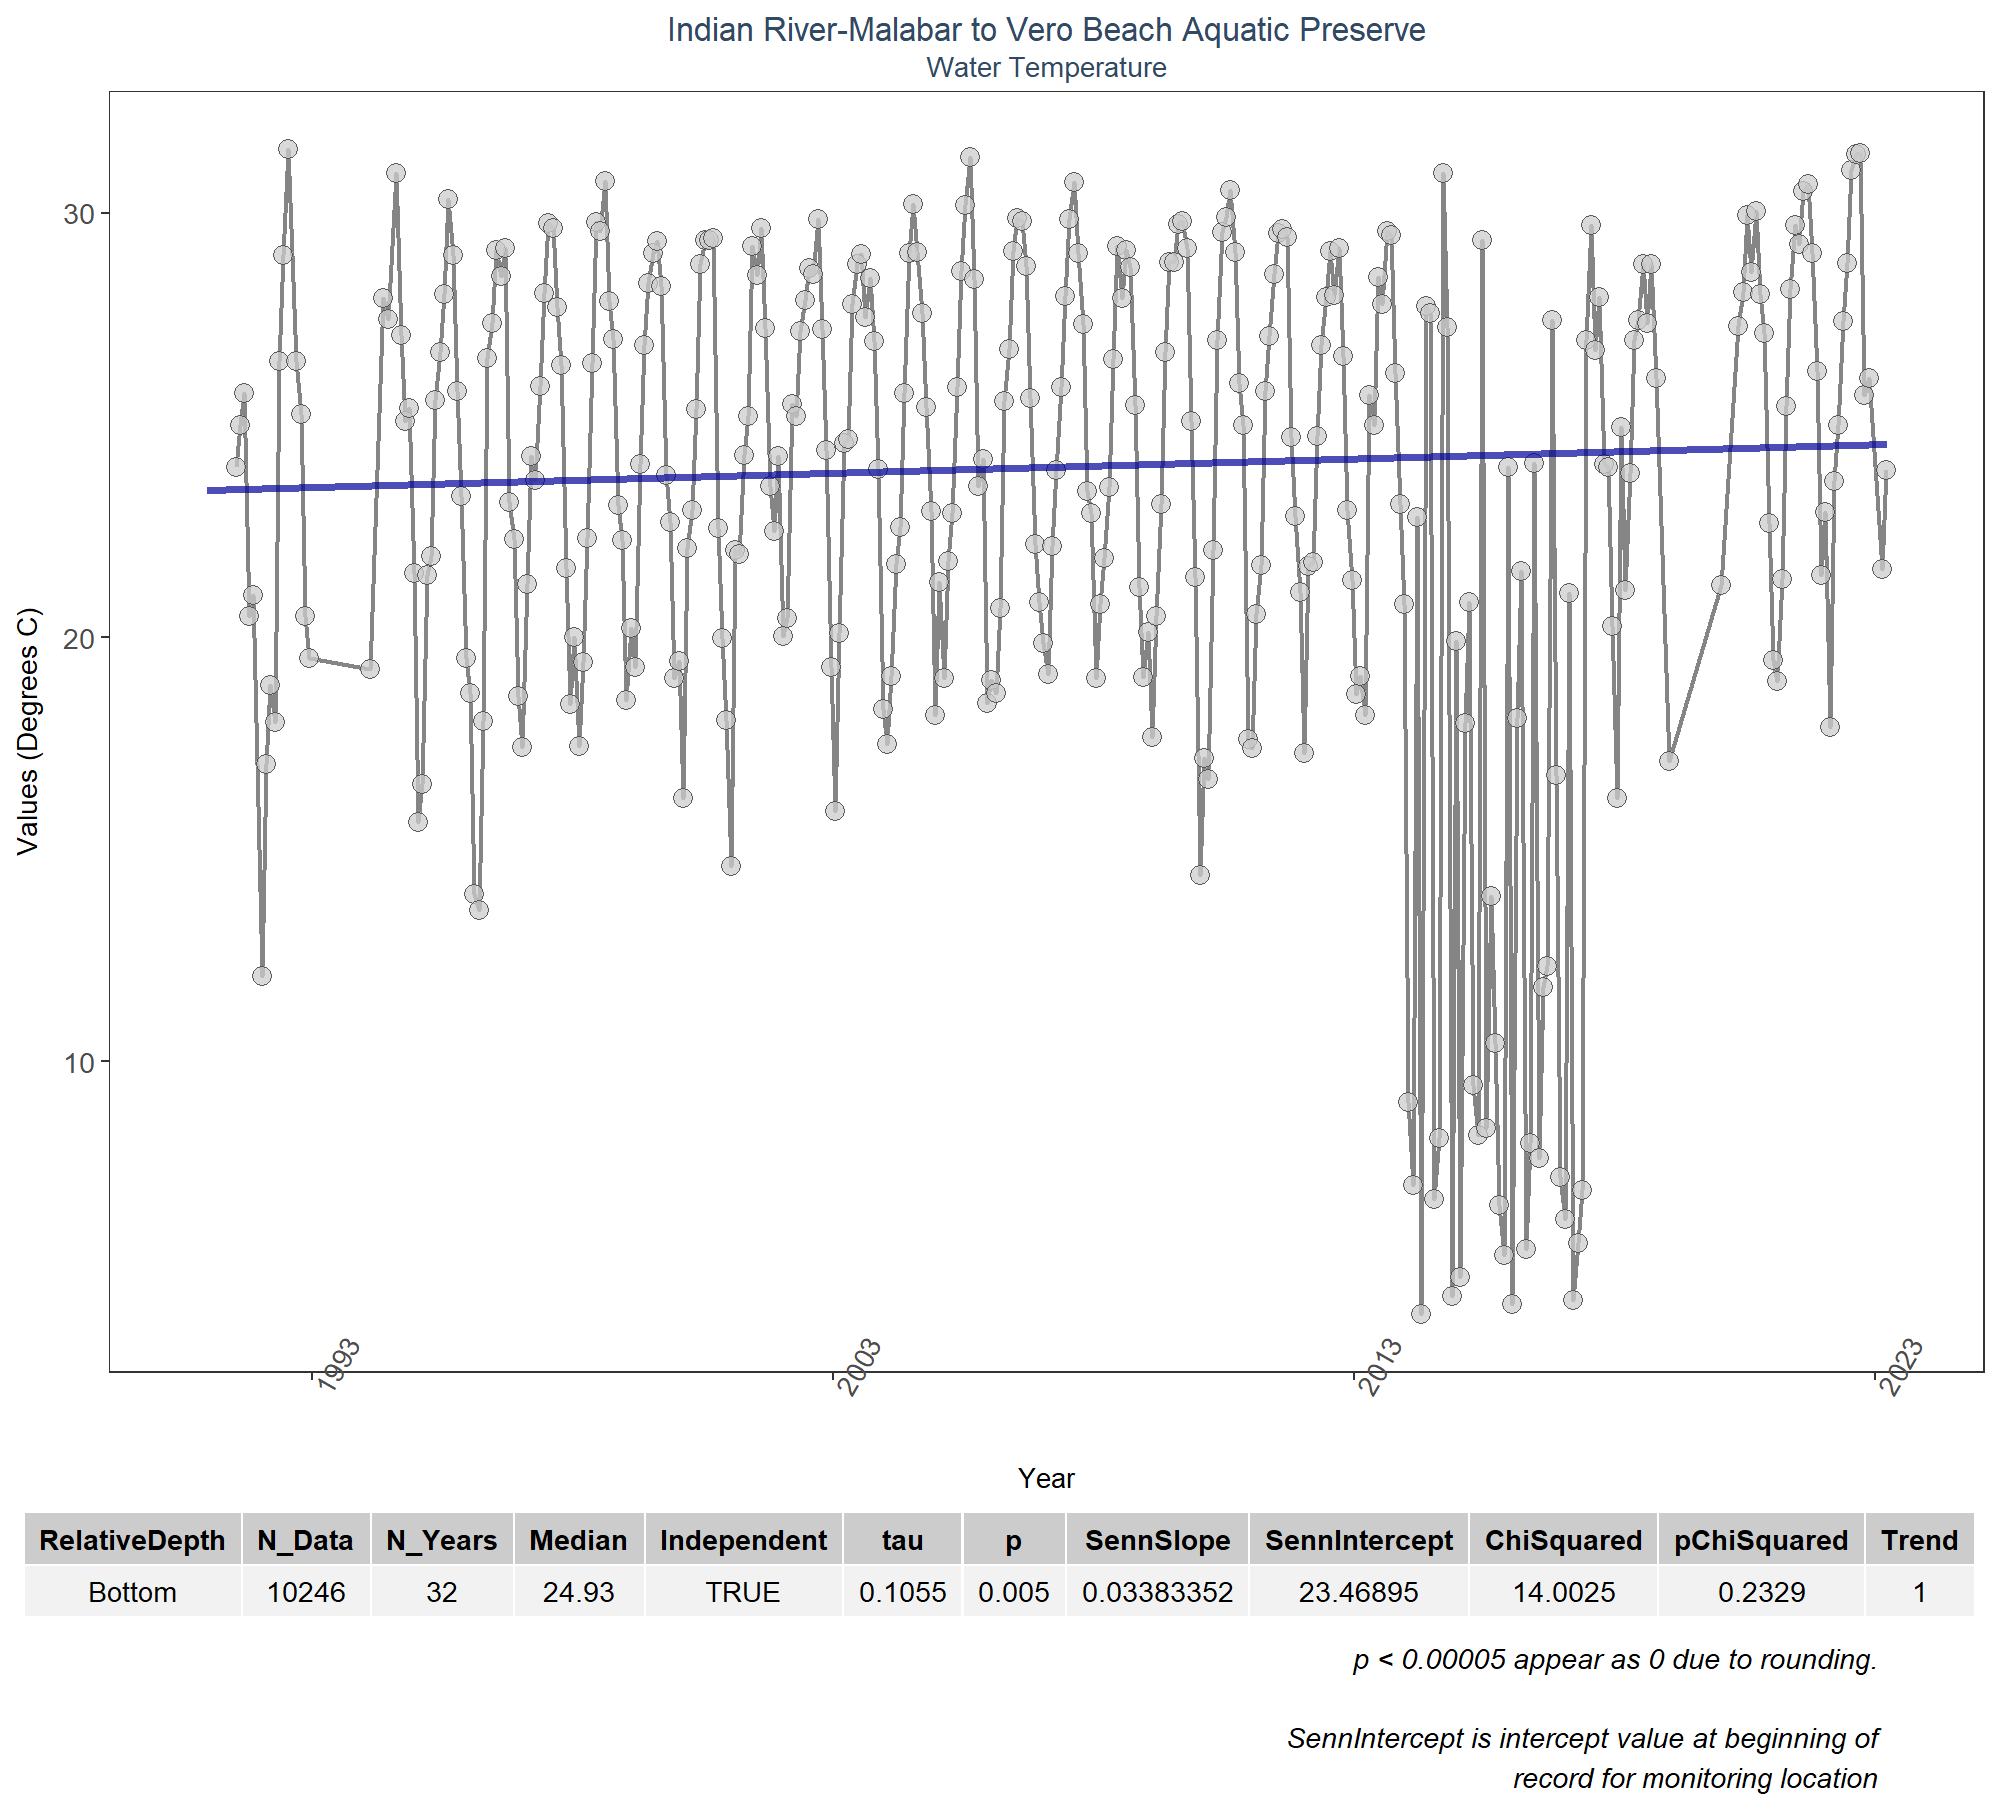 Indian River-Malabar to Vero Beach Aquatic Preserve
Water Temperature
Values (Degrees C)
30
20
10
1993
2003
2013
2023
Year
RelativeDepth N_Data N_Years Median Independent tau p SennSlope SennIntercept ChiSquared pChiSquared Trend
Bottom 10246 32 24.93 TRUE 0.1055 0.005 0.03383352 23.46895 14.0025 0.2329 1
p < 0.00005 appear as 0 due to rounding.
SennIntercept is intercept value at beginning of
record for monitoring location